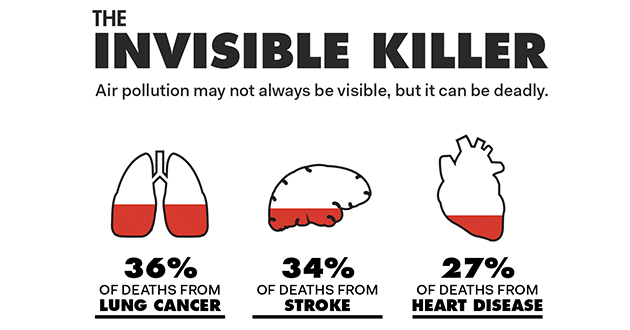 THE
INVISIBLE KILLER
Air pollution may not always be visible, but it can be deadly.
36%
OF DEATHS FROM
LUNG CANCER
34%
OF DEATHS FROM
STROKE
27%
OF DEATHS FROM
HEART DISEASE